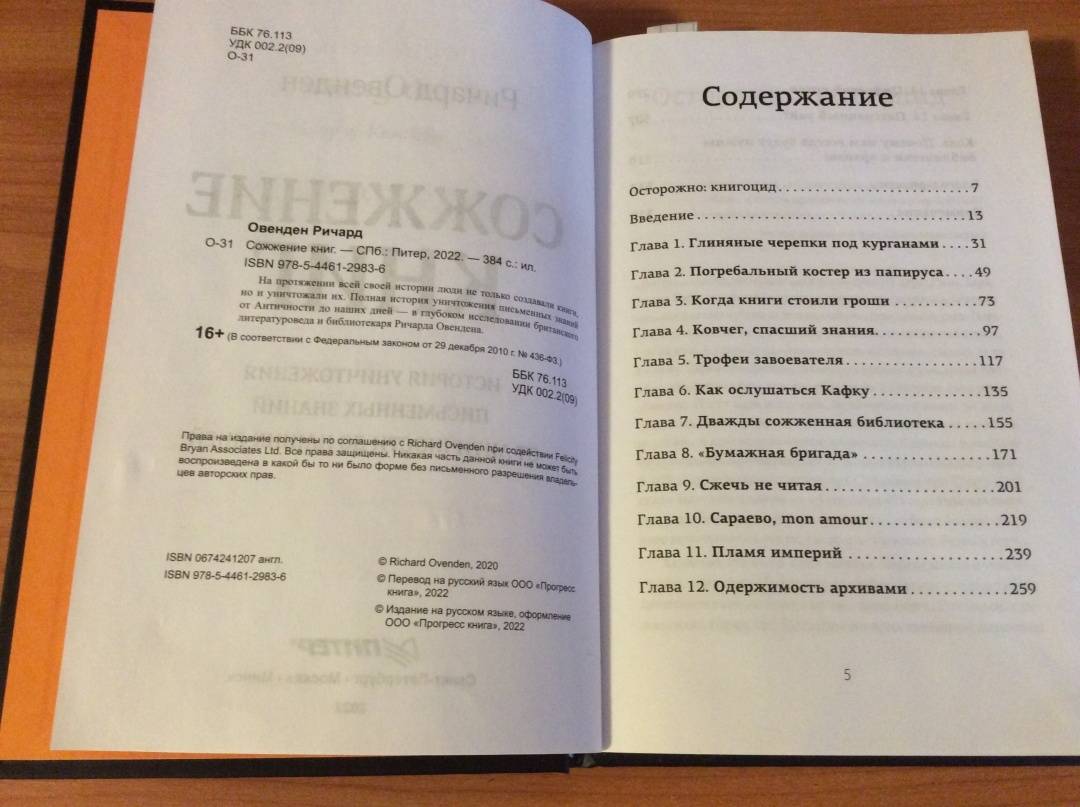 ББК 76.113
УДК 002.2(09)
О-31
Овенден Ричард
О-31 Сожжение книг. — СПб.: Питер, 2022. — 384 с.: ил.
ISBN 978-5-4461-2983-6
На протяжении всей своей истории люди не только создавали книги,
но и уничтожали их. Полная история уничтожения письменных знаний
от Античности до наших дней — в глубоком исследовании британского
литературоведа и библиотекаря Ричарда Овендена.
16+ (В соответствии с Федеральным законом от 29 декабря 2010 г. № 436-ФЗ.)
ББК 76.113
УДК 002.2(09)
Права на издание получены по соглашению с Richard Ovenden при содействии Felicity
Bryan Associates Ltd. Все права защищены. Никакая часть данной книги не может быть
воспроизведена в какой бы то ни было форме без письменного разрешения владель-
цев авторских прав.
ISBN 0674241207 англ.
ISBN 978-5-4461-2983-6
© Richard Ovenden, 2020
© Перевод на русский язык ООО «Прогресс
книга», 2022
© Издание на русском языке, оформление
ООО «Прогресс книга», 2022
Содержание
Осторожно: книгоцид. . . . . . . . . . . . . . . . . . . . . . . . . 7
Введение . . . . . . . . . . . . . . . . . . . . . . . . . . . . . . . . . . 13
Глава 1. Глиняные черепки под курганами . . . . 31
Глава 2. Погребальный костер из папируса. . . . 49
Глава 3. Когда книги стоили гроши . . . . . . . . . . . 73
Глава 4. Ковчег, спасший знания. . . . . . . . . . . . . . 97
Глава 5. Трофеи завоевателя . . . . . . . . . . . . . . . . . 117
Глава 6. Как ослушаться Кафку . . . . . . . . . . . . . . 135
Глава 7. Дважды сожженная библиотека . . . . . 155
Глава 8. «Бумажная бригада» . . . . . . . . . . . . . . . . 171
Глава 9. Сжечь не читая . . . . . . . . . . . . . . . . . . . . . 201
Глава 10. Сараево, mon amour. . . . . . . . . . . . . . . . 219
Глава 11. Пламя империй . . . . . . . . . . . . . . . . . . . 239
Глава 12. Одержимость архивами . . . . . . . . . . . . 259
5